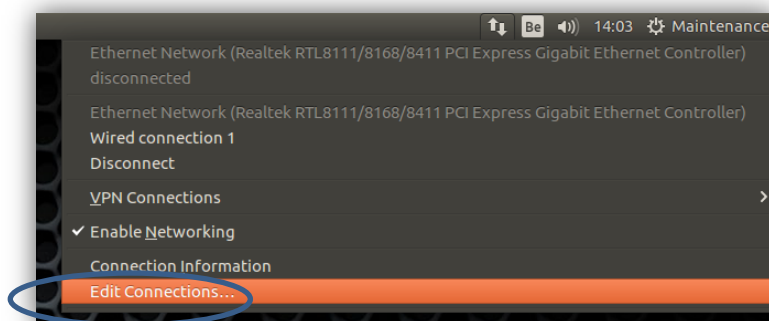 Be 14:03 Maintenance
Ethernet Network (Realtek RTL8111/8168/8411 PCI Express Gigabit Ethernet Controller)
disconnected
Ethernet Network (Realtek RTL8111/8168/8411 PCI Express Gigabit Ethernet Controller)
Wired connection 1
Disconnect
VPN Connections
Enable Networking
Connection Information
Edit Connections...